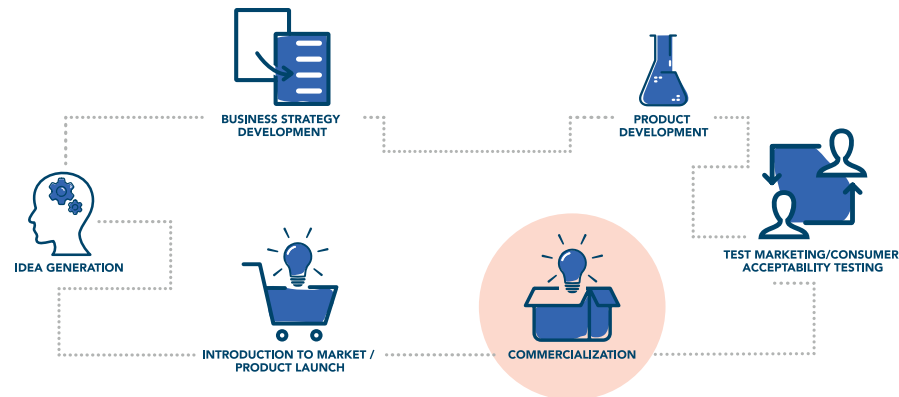 BUSINESS STRATEGY
DEVELOPMENT
PRODUCT
DEVELOPMENT
IDEA GENERATION
TEST MARKETING/CONSUMER
ACCEPTABILITY TESTING
INTRODUCTION TO MARKET /
PRODUCT LAUNCH
COMMERCIALIZATION